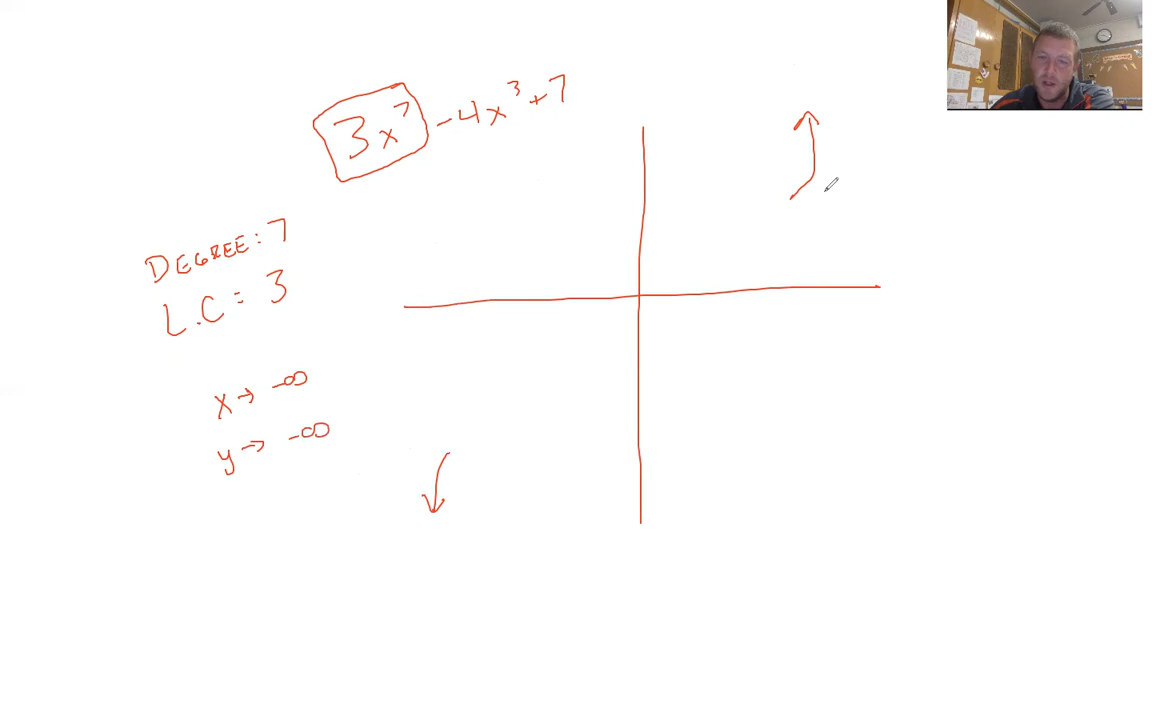 3x⁷ -4x³+7
DEGREE: 7
L.C = 3
x→ -∞
y→ -∞